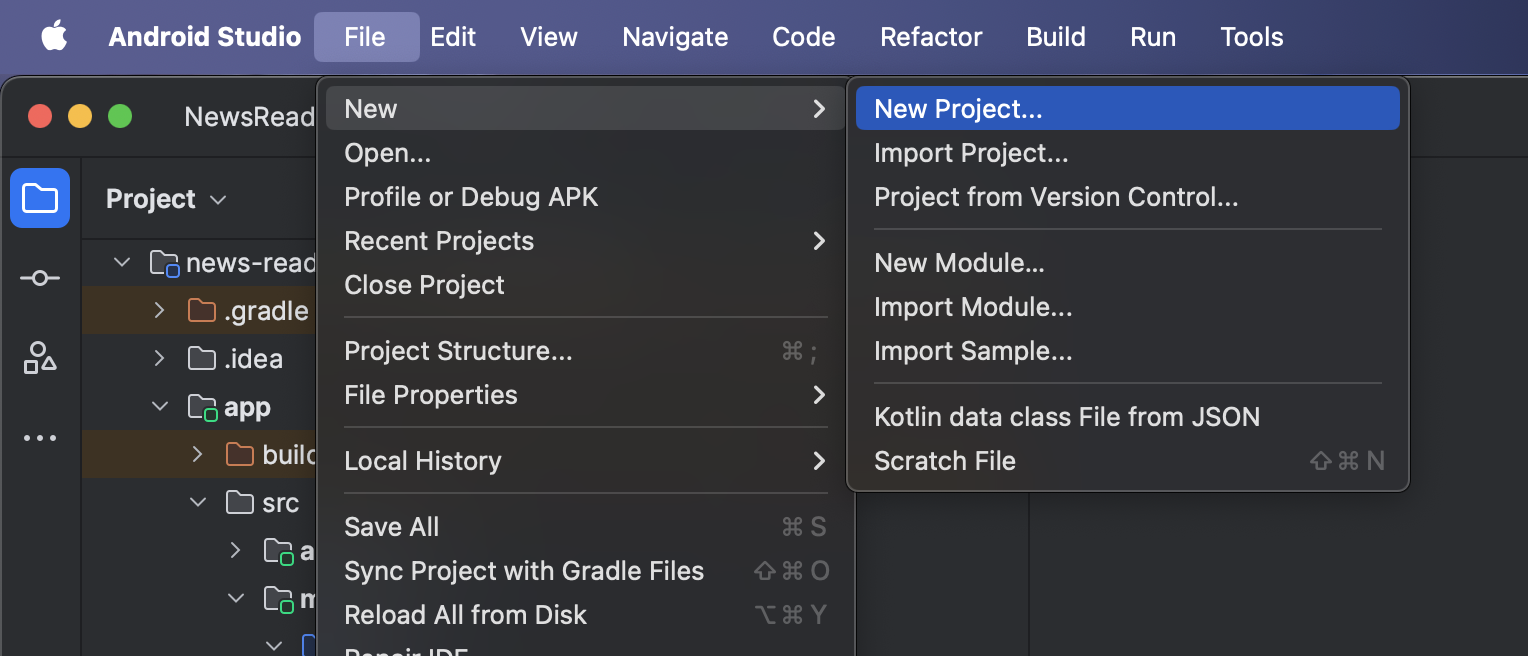 Android Studio File Edit View Navigate Code Refactor Build Run Tools
NewsRead
Project
news-read
.gradle
.idea
app
build
src
a
m
New
Open...
Profile or Debug APK
Recent Projects
Close Project
Project Structure... ⌘ ;
File Properties
Local History
Save All ⌘ S
Sync Project with Gradle Files ⇧ ⌘ O
Reload All from Disk ⌥ ⌘ Y
Repair IDE
New Project...
Import Project...
Project from Version Control...
New Module...
Import Module...
Import Sample...
Kotlin data class File from JSON
Scratch File ⇧ ⌘ N